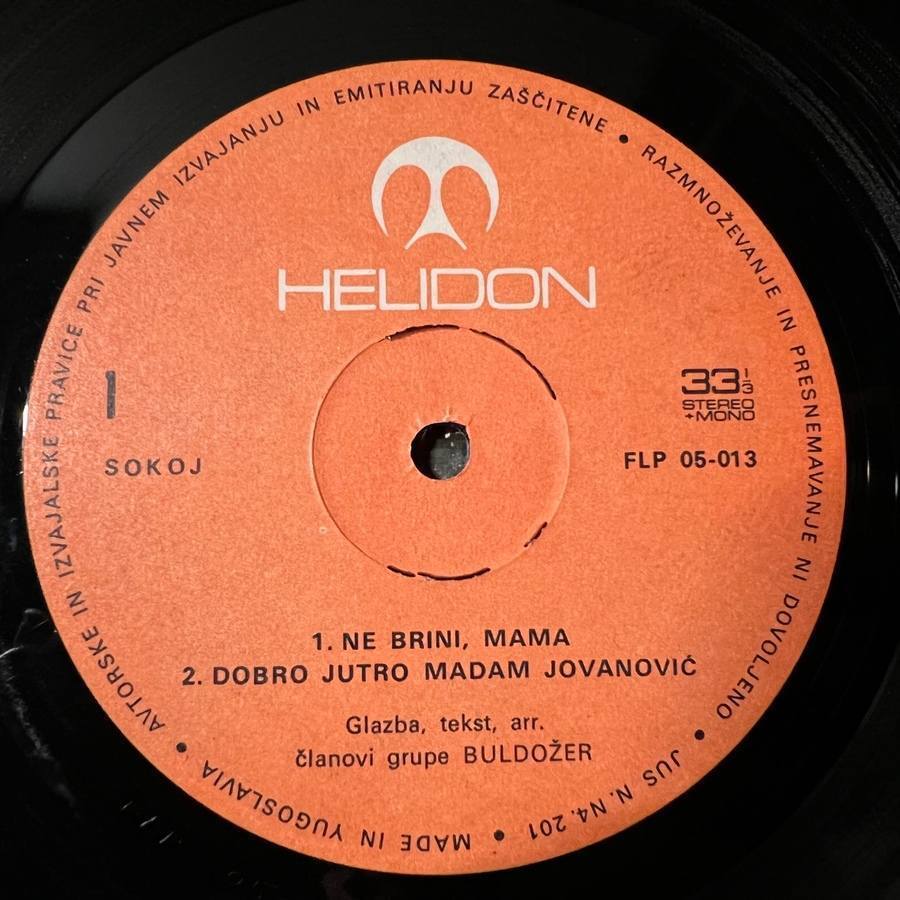 AVTORSKE IN IZVAJALSKE PRAVICE PRI JAVNEM IZVAJANJU IN EMITIRANJU ZAŠČITENE • RAZMNOŽEVANJE IN PRESNEMAVANJE NI DOVOLJENO • JUS N. N4. 201 • MADE IN YUGOSLAVIA •
HELIDON
I
33 1/3
STEREO
+MONO
SOKOJ
FLP 05-013
1. NE BRINI, MAMA
2. DOBRO JUTRO MADAM JOVANOVIČ
Glazba, tekst, arr.
članovi grupe BULDOŽER